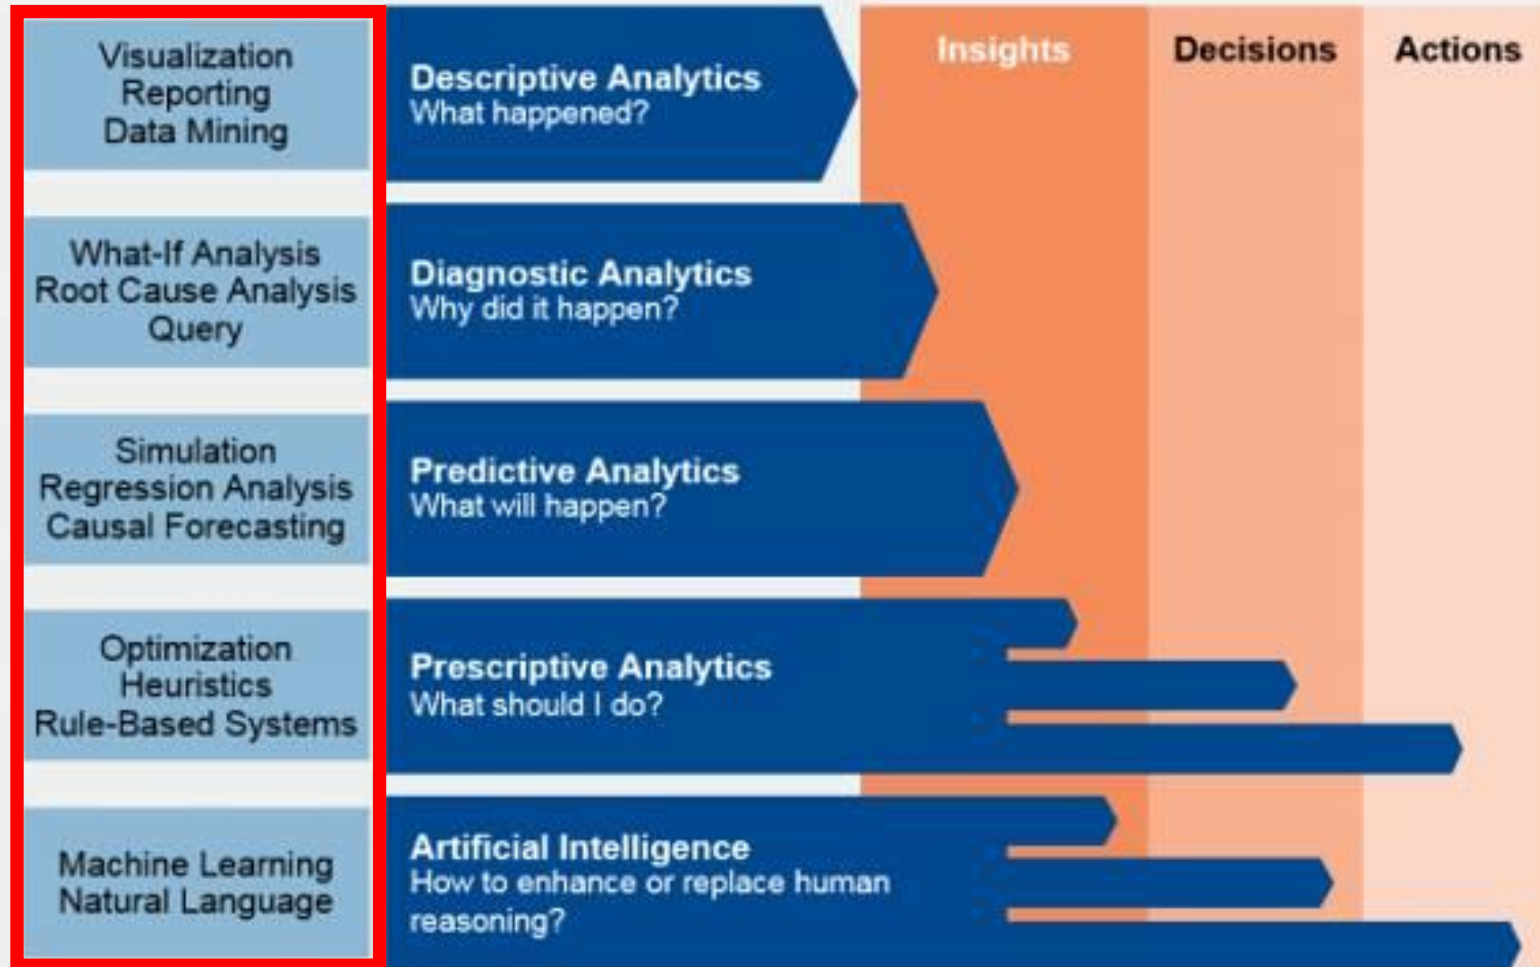 Visualization
Reporting
Data Mining
Descriptive Analytics
What happened?
Insights
Decisions
Actions
What-If Analysis
Root Cause Analysis
Query
Diagnostic Analytics
Why did it happen?
Simulation
Regression Analysis
Causal Forecasting
Predictive Analytics
What will happen?
Optimization
Heuristics
Rule-Based Systems
Prescriptive Analytics
What should I do?
Machine Learning
Natural Language
Artificial Intelligence
How to enhance or replace human
reasoning?